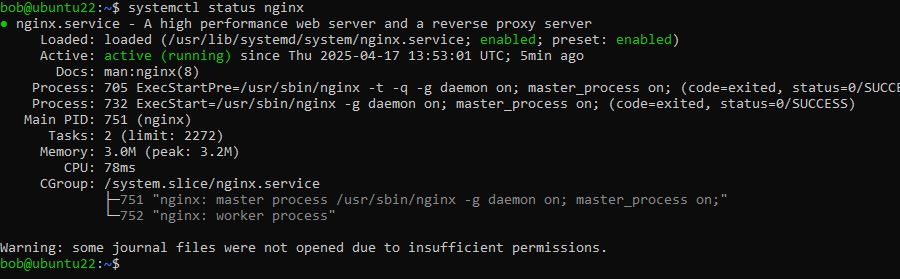 bob@ubuntu22:~$ systemctl status nginx
● nginx.service - A high performance web server and a reverse proxy server
     Loaded: loaded (/usr/lib/systemd/system/nginx.service; enabled; preset: enabled)
     Active: active (running) since Thu 2025-04-17 13:53:01 UTC; 5min ago
       Docs: man:nginx(8)
    Process: 705 ExecStartPre=/usr/sbin/nginx -t -q -g daemon on; master_process on; (code=exited, status=0/SUCCE
    Process: 732 ExecStart=/usr/sbin/nginx -g daemon on; master_process on; (code=exited, status=0/SUCCESS)
   Main PID: 751 (nginx)
      Tasks: 2 (limit: 2272)
     Memory: 3.0M (peak: 3.2M)
        CPU: 78ms
     CGroup: /system.slice/nginx.service
             ├─751 "nginx: master process /usr/sbin/nginx -g daemon on; master_process on;"
             └─752 "nginx: worker process"

Warning: some journal files were not opened due to insufficient permissions.
bob@ubuntu22:~$